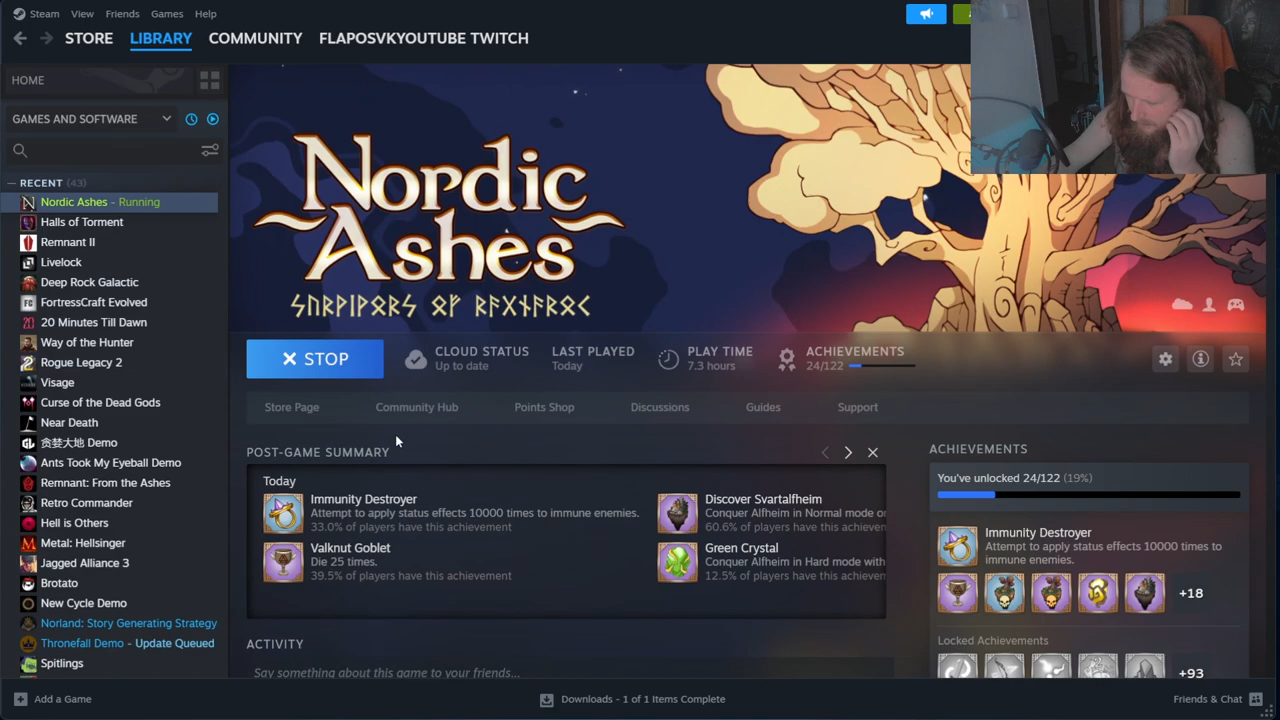 Steam View Friends Games Help
STORE LIBRARY COMMUNITY FLAPOSVKYOUTUBE TWITCH
HOME
GAMES AND SOFTWARE
RECENT (43)
Nordic Ashes - Running
Halls of Torment
Remnant II
Livelock
Deep Rock Galactic
FortressCraft Evolved
20 Minutes Till Dawn
Way of the Hunter
Rogue Legacy 2
Visage
Curse of the Dead Gods
Near Death
贪婪大地 Demo
Ants Took My Eyeball Demo
Remnant: From the Ashes
Retro Commander
Hell is Others
Metal: Hellsinger
Jagged Alliance 3
Brotato
New Cycle Demo
Norland: Story Generating Strategy
Thronefall Demo - Update Queued
Spitlings
Nordic
Ashes
STOP
CLOUD STATUS
Up to date
LAST PLAYED
Today
PLAY TIME
7.3 hours
ACHIEVEMENTS
24/122
Store Page Community Hub Points Shop Discussions Guides Support
POST-GAME SUMMARY
Today
Immunity Destroyer
Attempt to apply status effects 10000 times to immune enemies.
33.0% of players have this achievement
Discover Svartalfheim
Conquer Alfheim in Normal mode or
60.6% of players have this achieven
Valknut Goblet
Die 25 times.
39.5% of players have this achievement
Green Crystal
Conquer Alfheim in Hard mode with
12.5% of players have this achieven
ACTIVITY
Say something about this game to your friends...
ACHIEVEMENTS
You've unlocked 24/122 (19%)
Immunity Destroyer
Attempt to apply status effects 10000 times to
immune enemies.
+18
Locked Achievements
+93
Add a Game
Downloads - 1 of 1 Items Complete
Friends & Chat